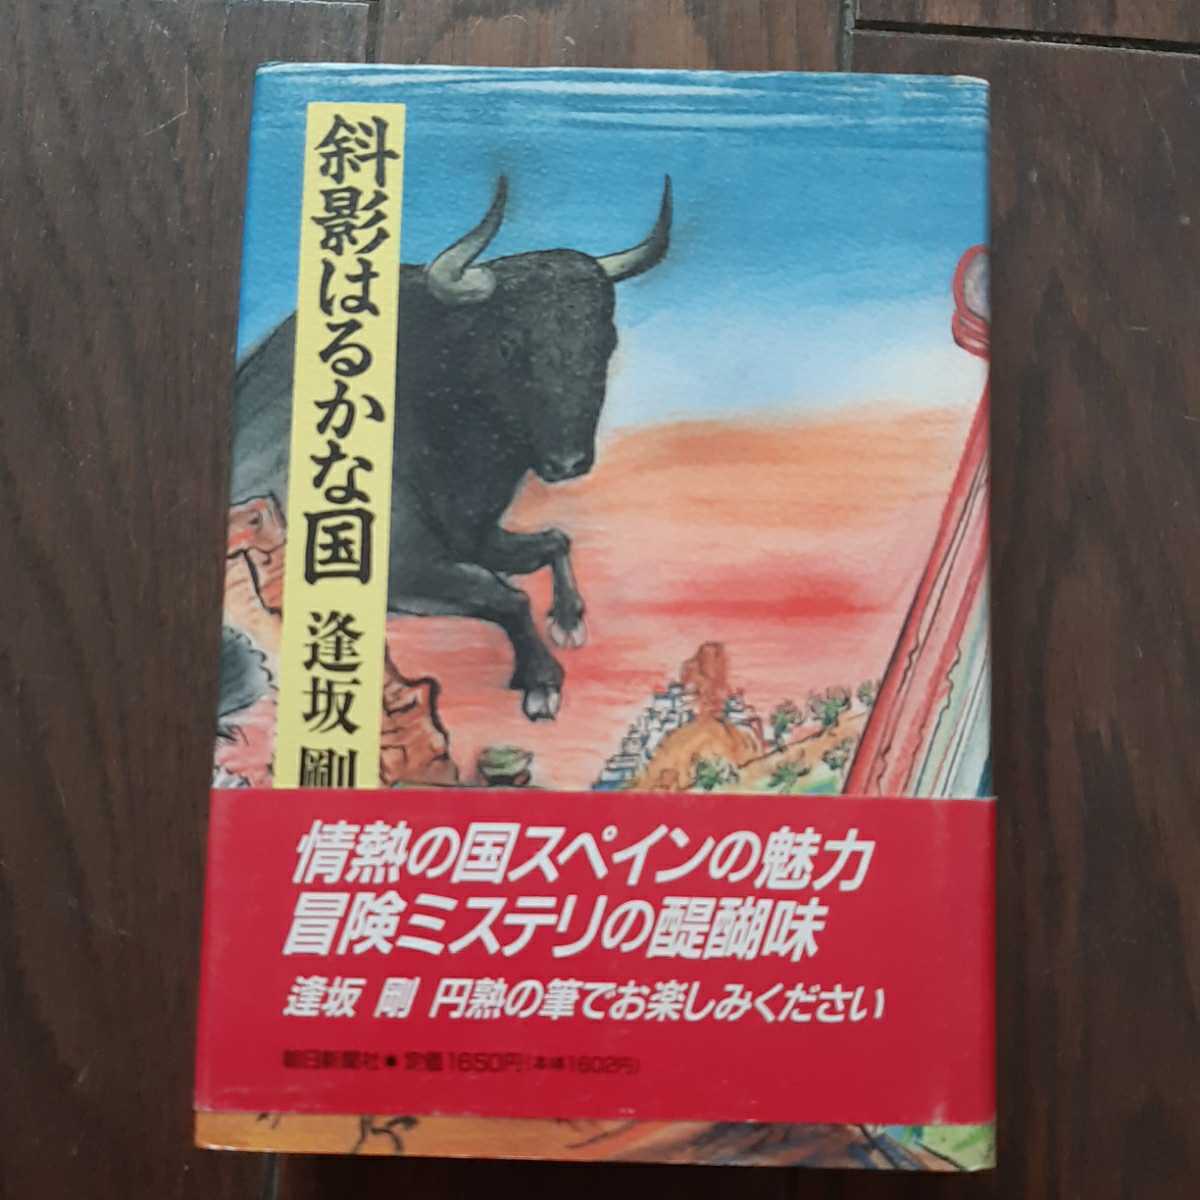 斜影はるかな国
逢坂 剛
情熱の国スペインの魅力
冒険ミステリの醍醐味
逢坂 剛 円熟の筆でお楽しみください
朝日新聞社●定価1650円(本体1602円)